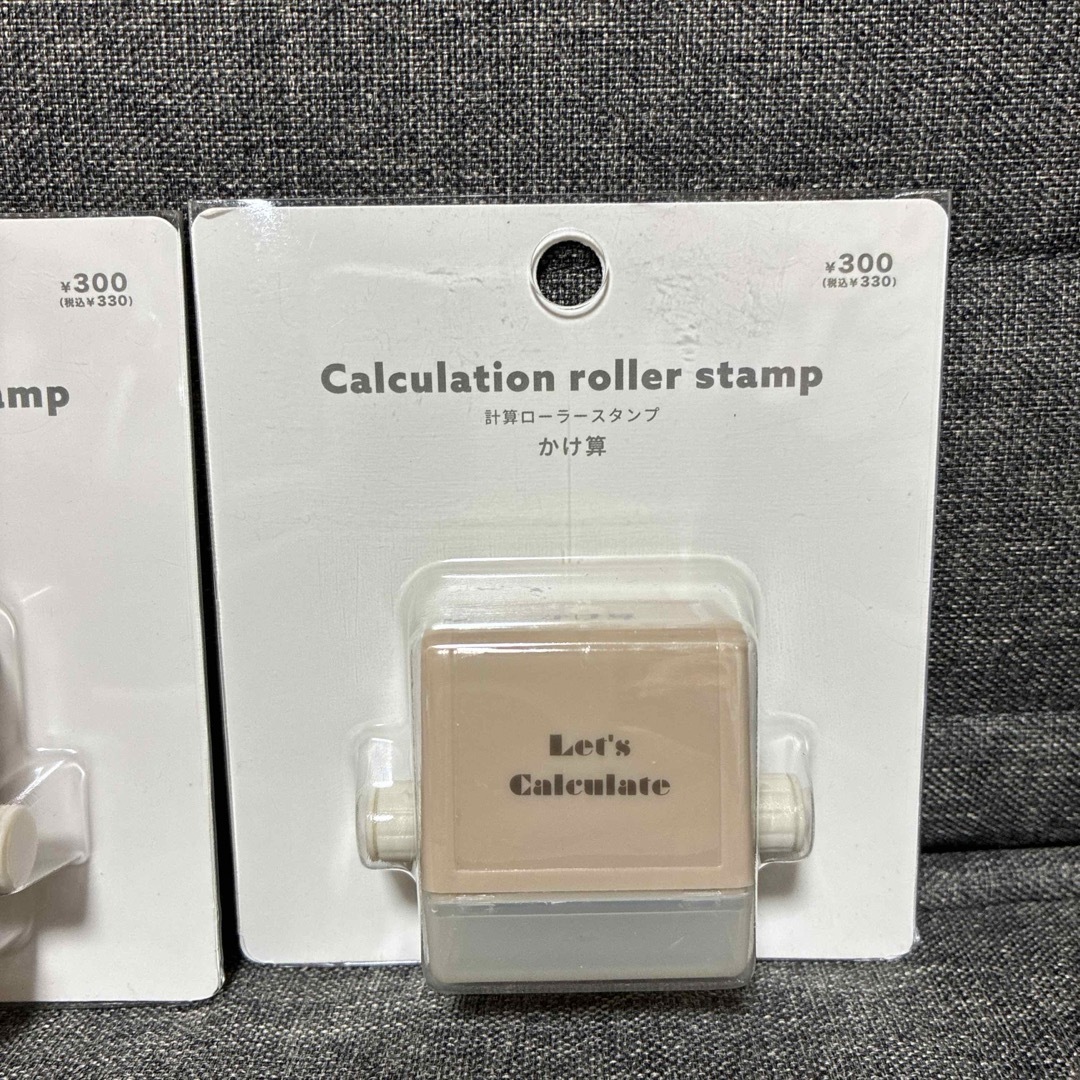 ¥300
(税込¥330)
amp
¥300
(税込¥330)
Calculation roller stamp
計算ローラースタンプ
かけ算
Let's
Calculate